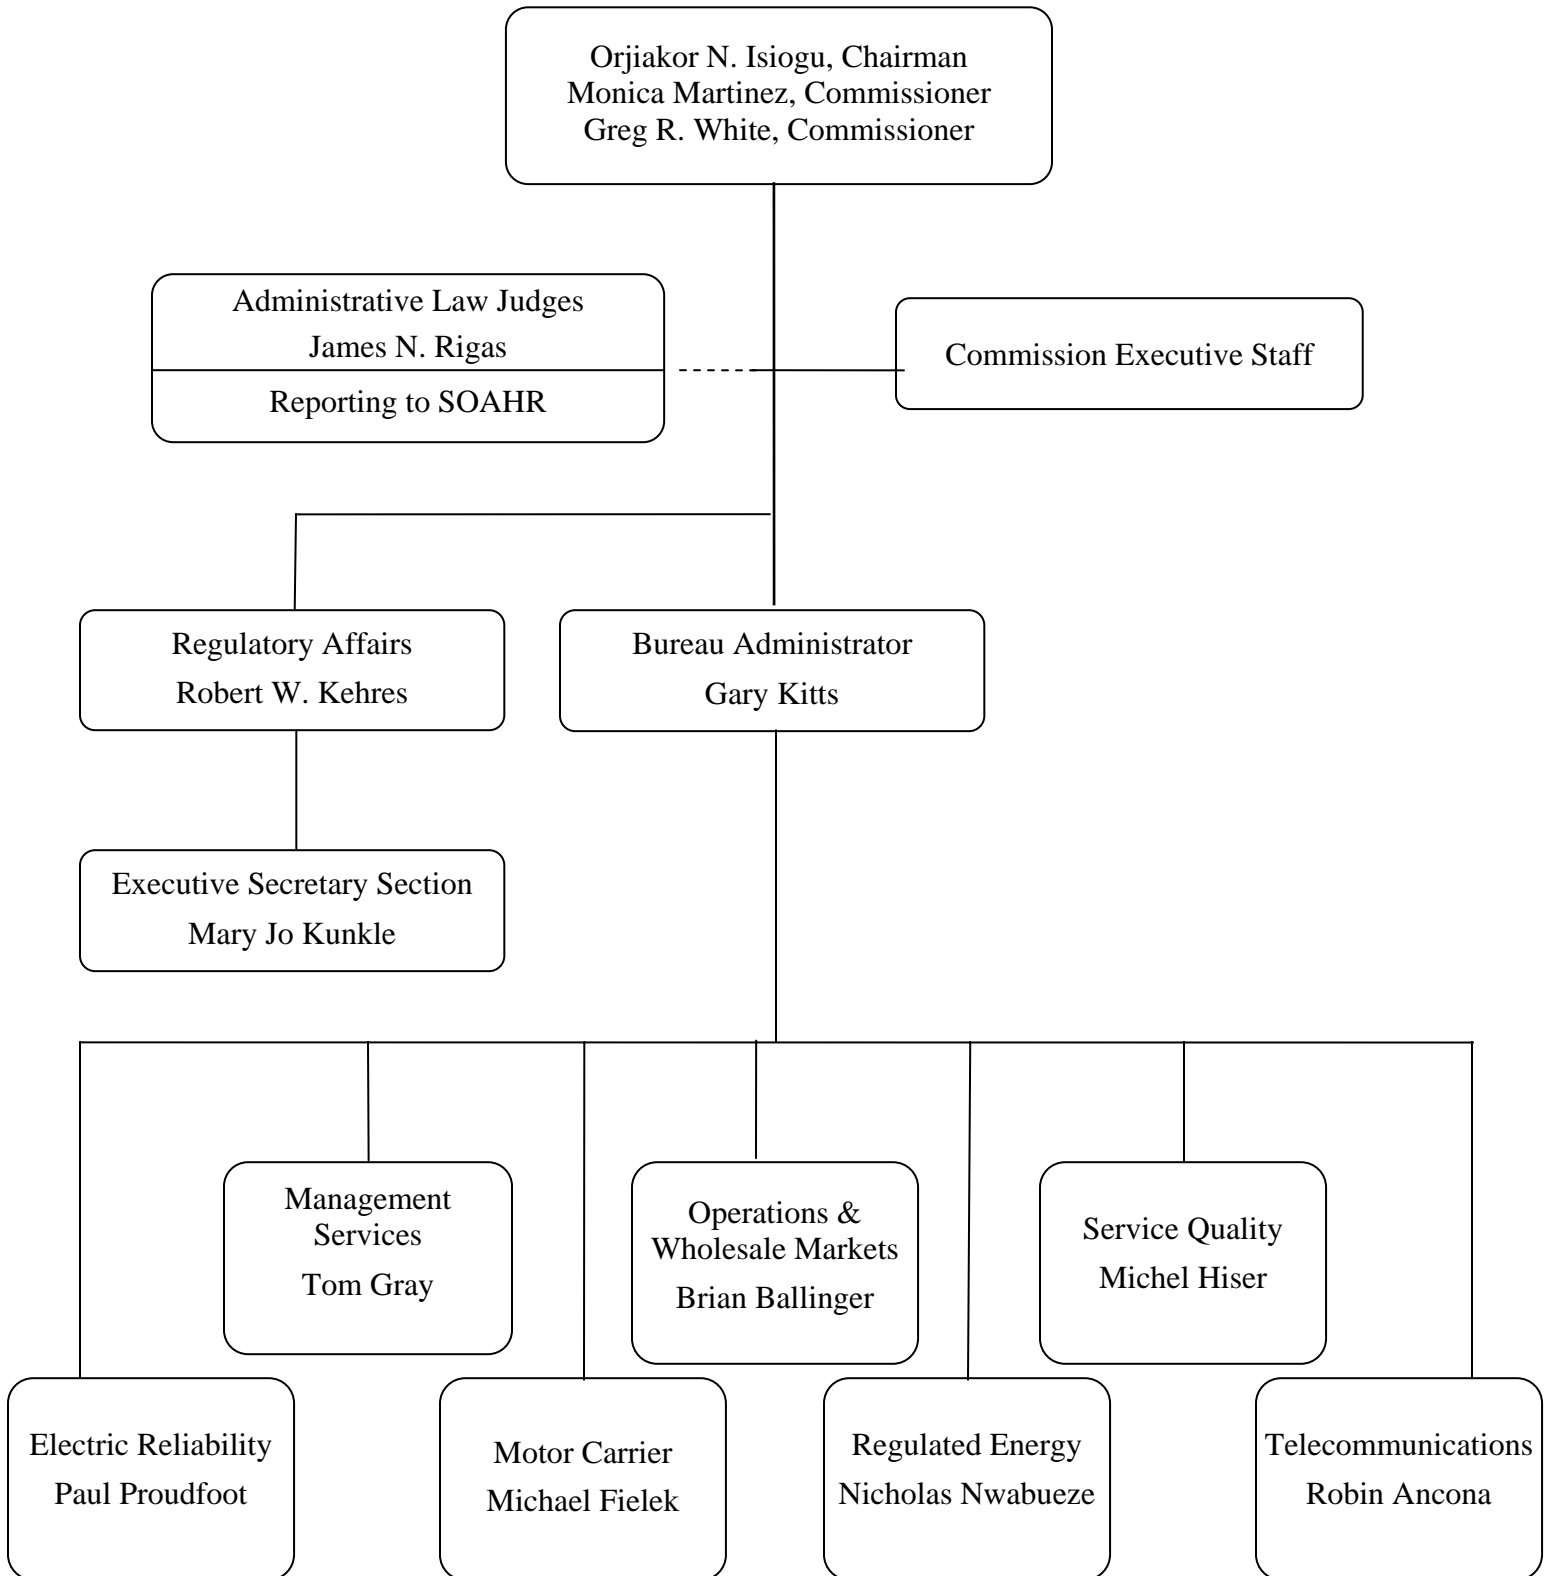 Orjiakor N. Isiogu, Chairman
Monica Martinez, Commissioner
Greg R. White, Commissioner
Administrative Law Judges
James N. Rigas
Reporting to SOAHR
Commission Executive Staff
Regulatory Affairs
Robert W. Kehres
Bureau Administrator
Gary Kitts
Executive Secretary Section
Mary Jo Kunkle
Management
Services
Tom Gray
Operations &
Wholesale Markets
Brian Ballinger
Service Quality
Michel Hiser
Electric Reliability
Paul Proudfoot
Motor Carrier
Michael Fielek
Regulated Energy
Nicholas Nwabueze
Telecommunications
Robin Ancona